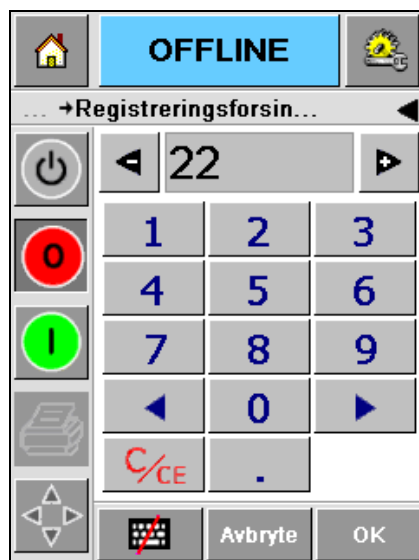 OFFLINE
... →Registreringsforsin...
22
1 2 3
O
4 5 6
I
7 8 9
0
C/CE .
Avbryte OK